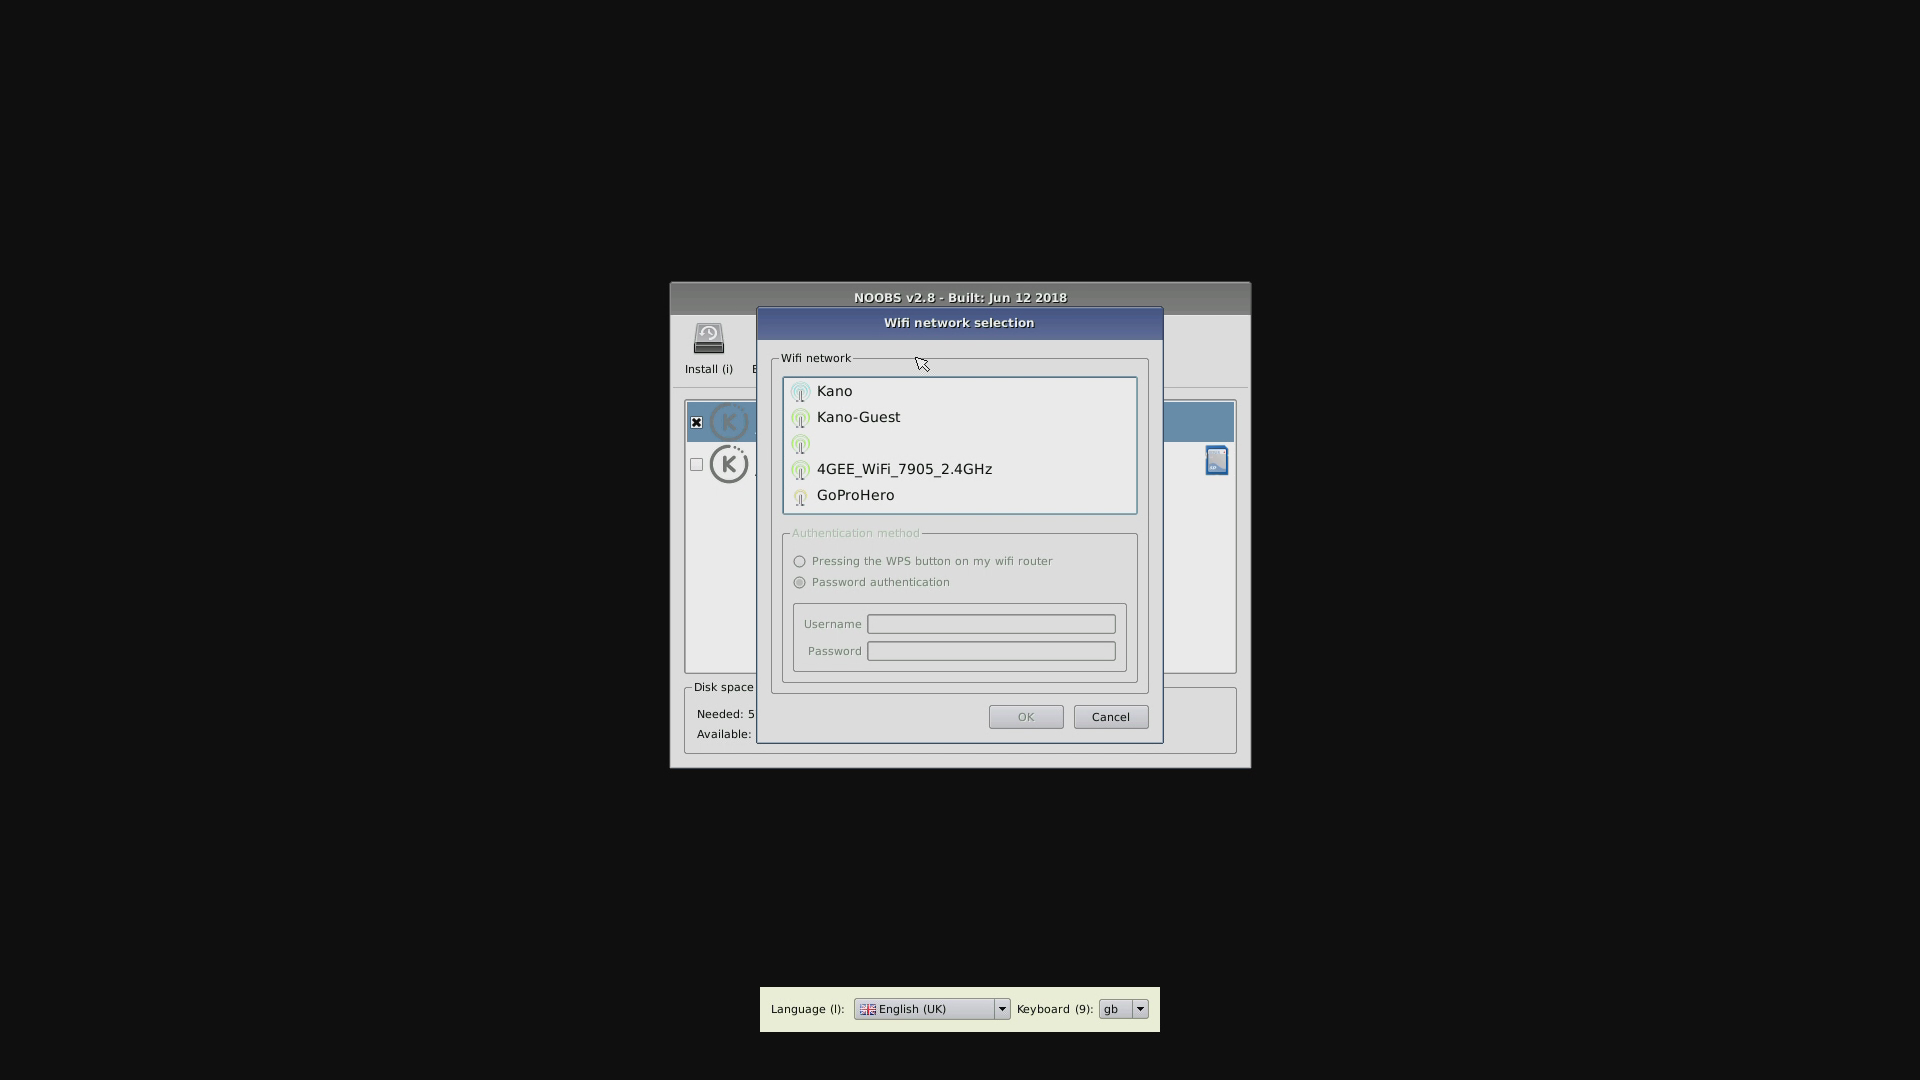 NOOBS v2.8 - Built: Jun 12 2018
Wifi network selection
Install (i)
Wifi network
Kano
Kano-Guest
4GEE_WiFi_7905_2.4GHz
GoProHero
Authentication method
Pressing the WPS button on my wifi router
Password authentication
Username
Password
Disk space
Needed: 5
Available:
OK
Cancel
Language (l):
English (UK)
Keyboard (9):
gb